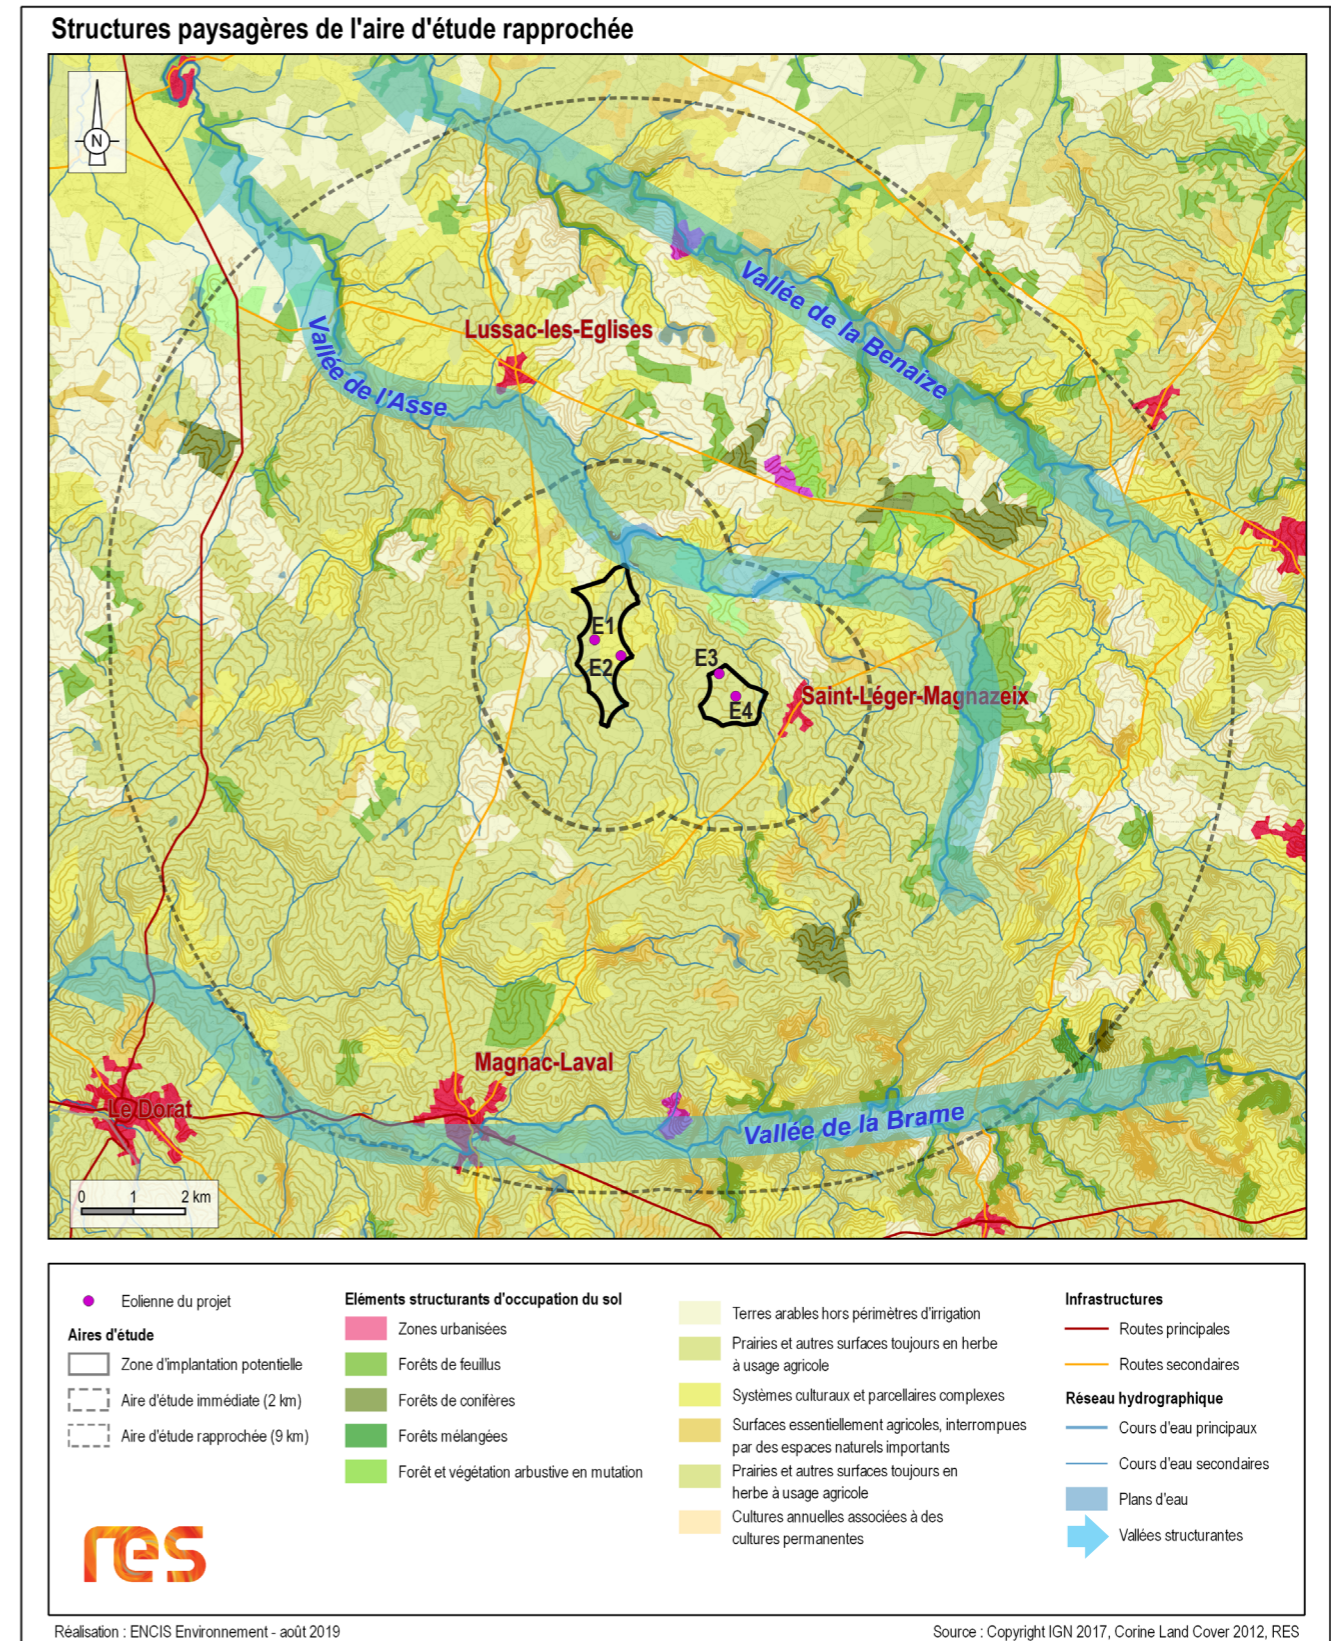 Structures paysagères de l'aire d'étude rapprochée
N
Vallée de la Benaize
Lussac-les-Eglises
Vallée de l'Asse
E1
E2
E3
E4
Saint-Léger-Magnazeix
Magnac-Laval
Le Dorat
Vallée de la Brame
0 1 2 km
Eolienne du projet
Aires d'étude
Zone d'implantation potentielle
Aire d'étude immédiate (2 km)
Aire d'étude rapprochée (9 km)
Eléments structurants d'occupation du sol
Zones urbanisées
Forêts de feuillus
Forêts de conifères
Forêts mélangées
Forêt et végétation arbustive en mutation
Terres arables hors périmètres d'irrigation
Prairies et autres surfaces toujours en herbe
à usage agricole
Systèmes culturaux et parcellaires complexes
Surfaces essentiellement agricoles, interrompues
par des espaces naturels importants
Prairies et autres surfaces toujours en
herbe à usage agricole
Cultures annuelles associées à des
cultures permanentes
Infrastructures
Routes principales
Routes secondaires
Réseau hydrographique
Cours d'eau principaux
Cours d'eau secondaires
Plans d'eau
Vallées structurantes
res
Réalisation : ENCIS Environnement - août 2019
Source : Copyright IGN 2017, Corine Land Cover 2012, RES